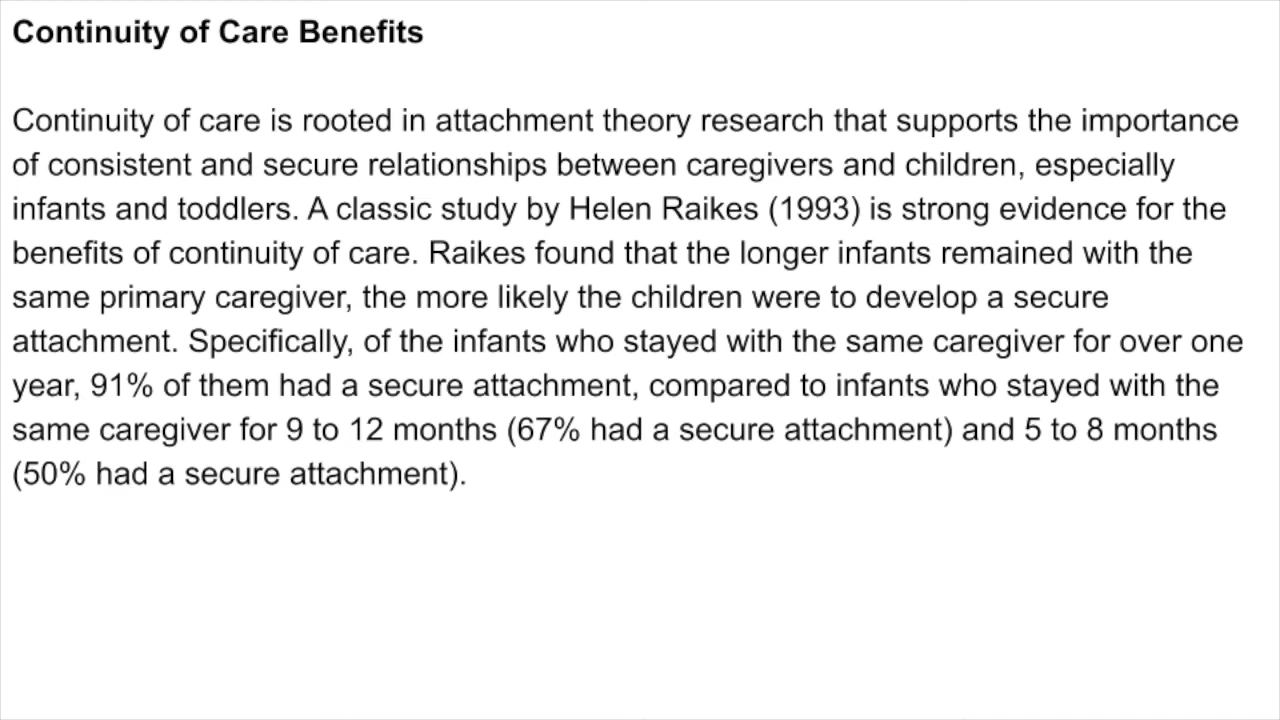 Continuity of Care Benefits
Continuity of care is rooted in attachment theory research that supports the importance
of consistent and secure relationships between caregivers and children, especially
infants and toddlers. A classic study by Helen Raikes (1993) is strong evidence for the
benefits of continuity of care. Raikes found that the longer infants remained with the
same primary caregiver, the more likely the children were to develop a secure
attachment. Specifically, of the infants who stayed with the same caregiver for over one
year, 91% of them had a secure attachment, compared to infants who stayed with the
same caregiver for 9 to 12 months (67% had a secure attachment) and 5 to 8 months
(50% had a secure attachment).